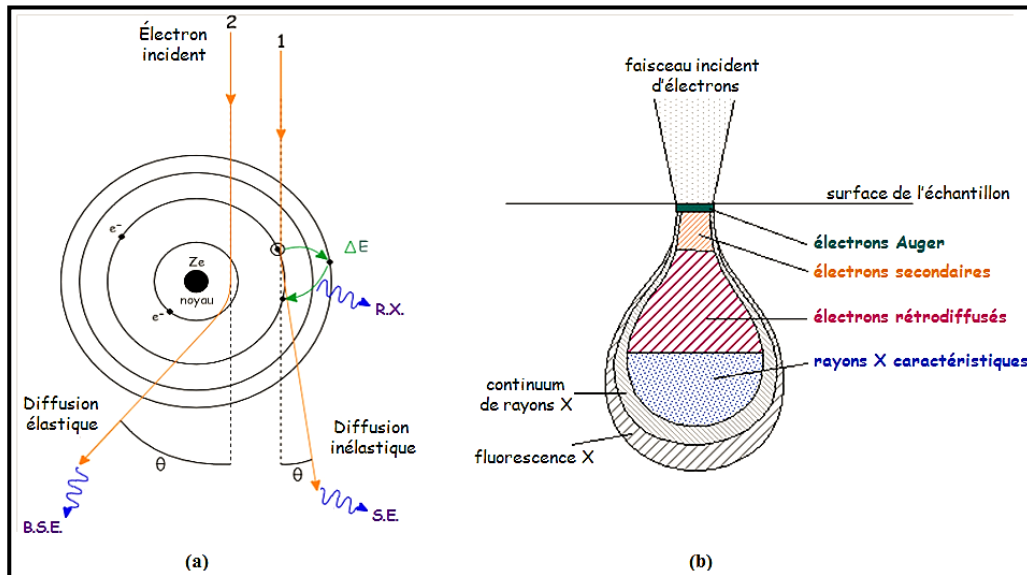 Électron
incident
2
1
e-
Ze
noyau
e-
ΔE
R.X.
Diffusion
élastique
θ
Diffusion
inélastique
θ
B.S.E.
S.E.
(a)
faisceau incident
d'électrons
surface de l'échantillon
électrons Auger
électrons secondaires
électrons rétrodiffusés
rayons X caractéristiques
continuum
de rayons X
fluorescence X
(b)